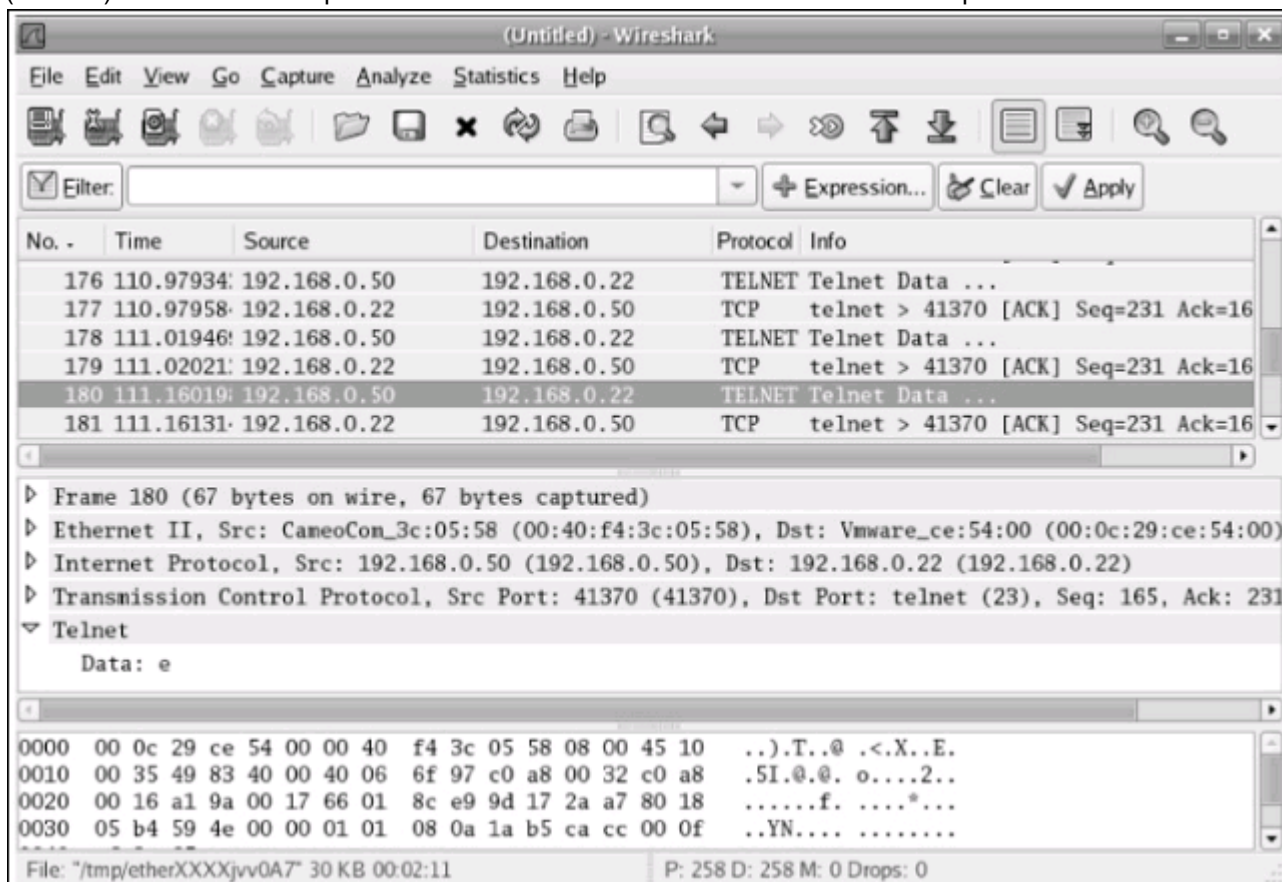 (Untitled) - Wireshark
File Edit View Go Capture Analyze Statistics Help
Filter: Expression... Clear Apply
No. - Time Source Destination Protocol Info
176 110.97934 192.168.0.50 192.168.0.22 TELNET Telnet Data ...
177 110.97958 192.168.0.22 192.168.0.50 TCP telnet > 41370 [ACK] Seq=231 Ack=16
178 111.01946 192.168.0.50 192.168.0.22 TELNET Telnet Data ...
179 111.02021 192.168.0.22 192.168.0.50 TCP telnet > 41370 [ACK] Seq=231 Ack=16
180 111.16019 192.168.0.50 192.168.0.22 TELNET Telnet Data ...
181 111.16131 192.168.0.22 192.168.0.50 TCP telnet > 41370 [ACK] Seq=231 Ack=16
Frame 180 (67 bytes on wire, 67 bytes captured)
Ethernet II, Src: CameoCom_3c:05:58 (00:40:f4:3c:05:58), Dst: Vmware_ce:54:00 (00:0c:29:ce:54:00)
Internet Protocol, Src: 192.168.0.50 (192.168.0.50), Dst: 192.168.0.22 (192.168.0.22)
Transmission Control Protocol, Src Port: 41370 (41370), Dst Port: telnet (23), Seq: 165, Ack: 231
Telnet
Data: e
0000 00 0c 29 ce 54 00 00 40 f4 3c 05 58 08 00 45 10 ..).T..@ .<.X..E.
0010 00 35 49 83 40 00 40 06 6f 97 c0 a8 00 32 c0 a8 .5I.@.@. o....2..
0020 00 16 a1 9a 00 17 66 01 8c e9 9d 17 2a a7 80 18 ......f. ....*...
0030 05 b4 59 4e 00 00 01 01 08 0a 1a b5 ca cc 00 0f ..YN.... ........
File: "/tmp/etherXXXXjvv0A7" 30 KB 00:02:11 P: 258 D: 258 M: 0 Drops: 0